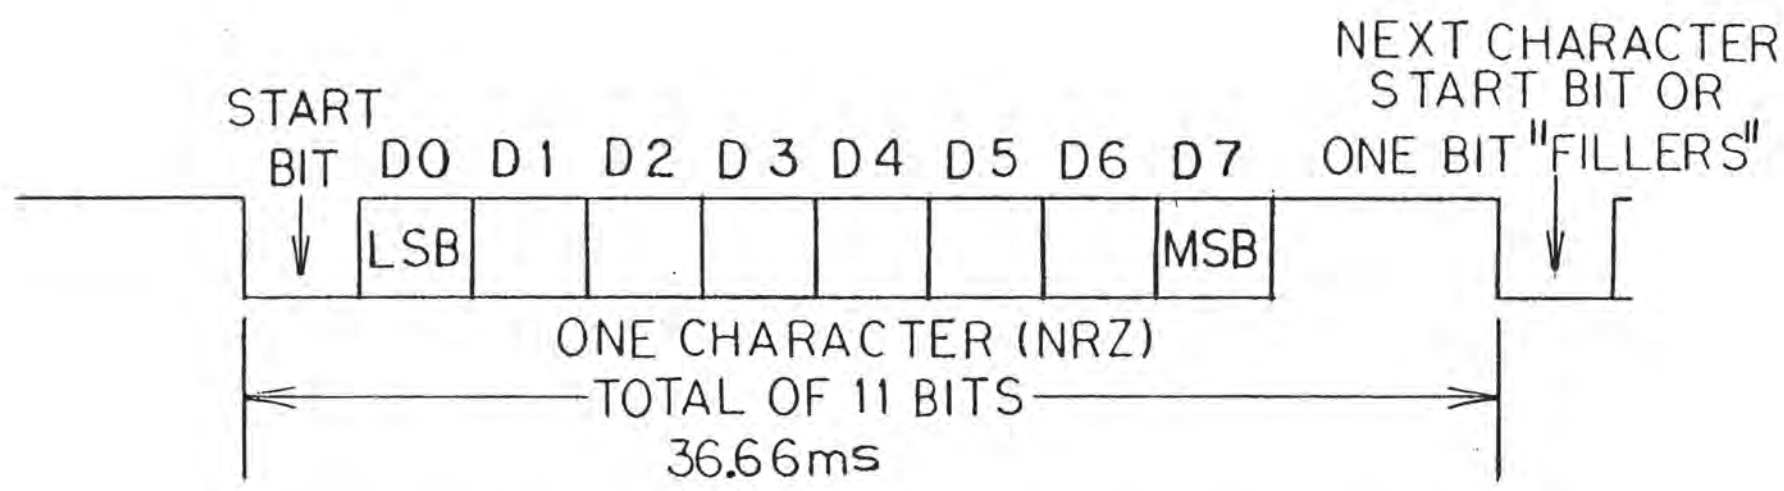 NEXT CHARACTER
START BIT OR
ONE BIT "FILLERS"
START
BIT
D0 D1 D2 D3 D4 D5 D6 D7
LSB
MSB
ONE CHARACTER (NRZ)
TOTAL OF 11 BITS
36.66ms